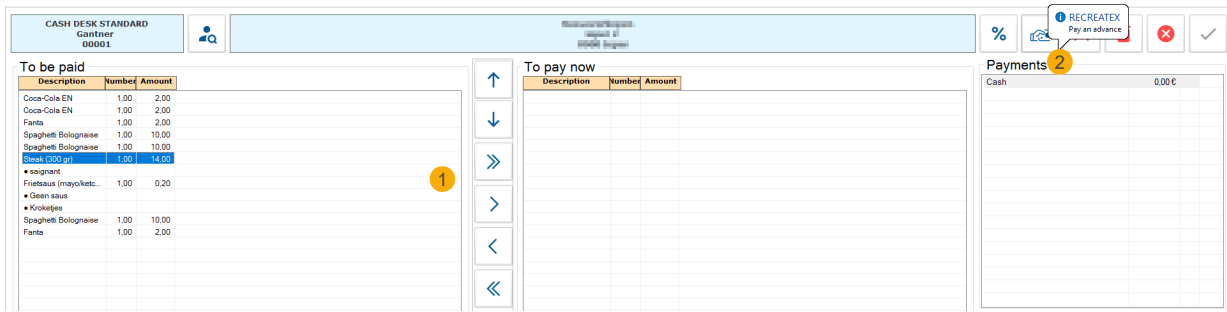 CASH DESK STANDARD
Gantner
00001
%
RECREATEX
Pay an advance
To be paid
Description Number Amount
Coca-Cola EN 1,00 2,00
Coca-Cola EN 1,00 2,00
Fanta 1,00 2,00
Spaghetti Bolognaise 1,00 10,00
Spaghetti Bolognaise 1,00 10,00
Steak (300 gr) 1,00 14,00
• saignant
Frietsaus (mayo/ketc... 1,00 0,20
• Geen saus
• Kroketjes
Spaghetti Bolognaise 1,00 10,00
Fanta 1,00 2,00
1
To pay now
Description Number Amount
Payments
2
Cash 0,00 €